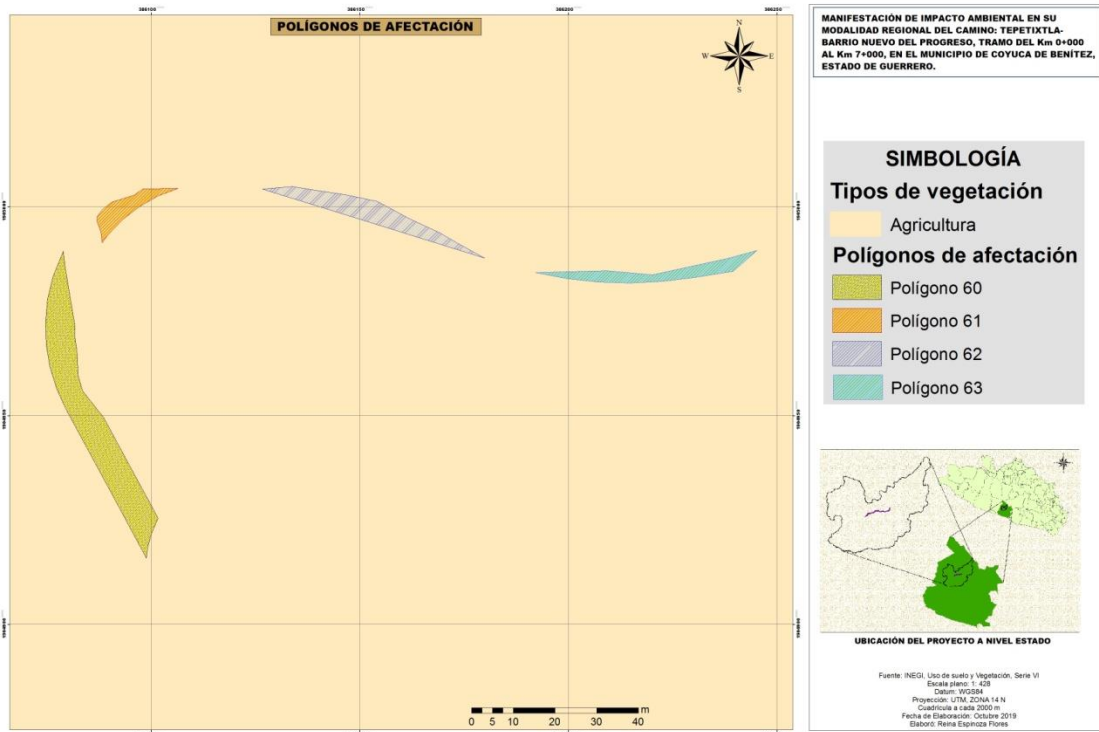 POLÍGONOS DE AFECTACIÓN
386100
386150
386200
386250
N
W
E
S
0 5 10 20 30 40
m
MANIFESTACIÓN DE IMPACTO AMBIENTAL EN SU
MODALIDAD REGIONAL DEL CAMINO: TEPETIXTLA-
BARRIO NUEVO DEL PROGRESO, TRAMO DEL Km 0+000
AL Km 7+000, EN EL MUNICIPIO DE COYUCA DE BENÍTEZ,
ESTADO DE GUERRERO.
SIMBOLOGÍA
Tipos de vegetación
Agricultura
Polígonos de afectación
Polígono 60
Polígono 61
Polígono 62
Polígono 63
UBICACIÓN DEL PROYECTO A NIVEL ESTADO
Fuente: INEGI, Uso de suelo y Vegetación, Serie VI
Escala plano: 1: 428
Datum: WGS84
Proyección: UTM, ZONA 14 N
Cuadrícula a cada 2000 m
Fecha de Elaboración: Octubre 2019
Elaboró: Reina Espinoza Flores